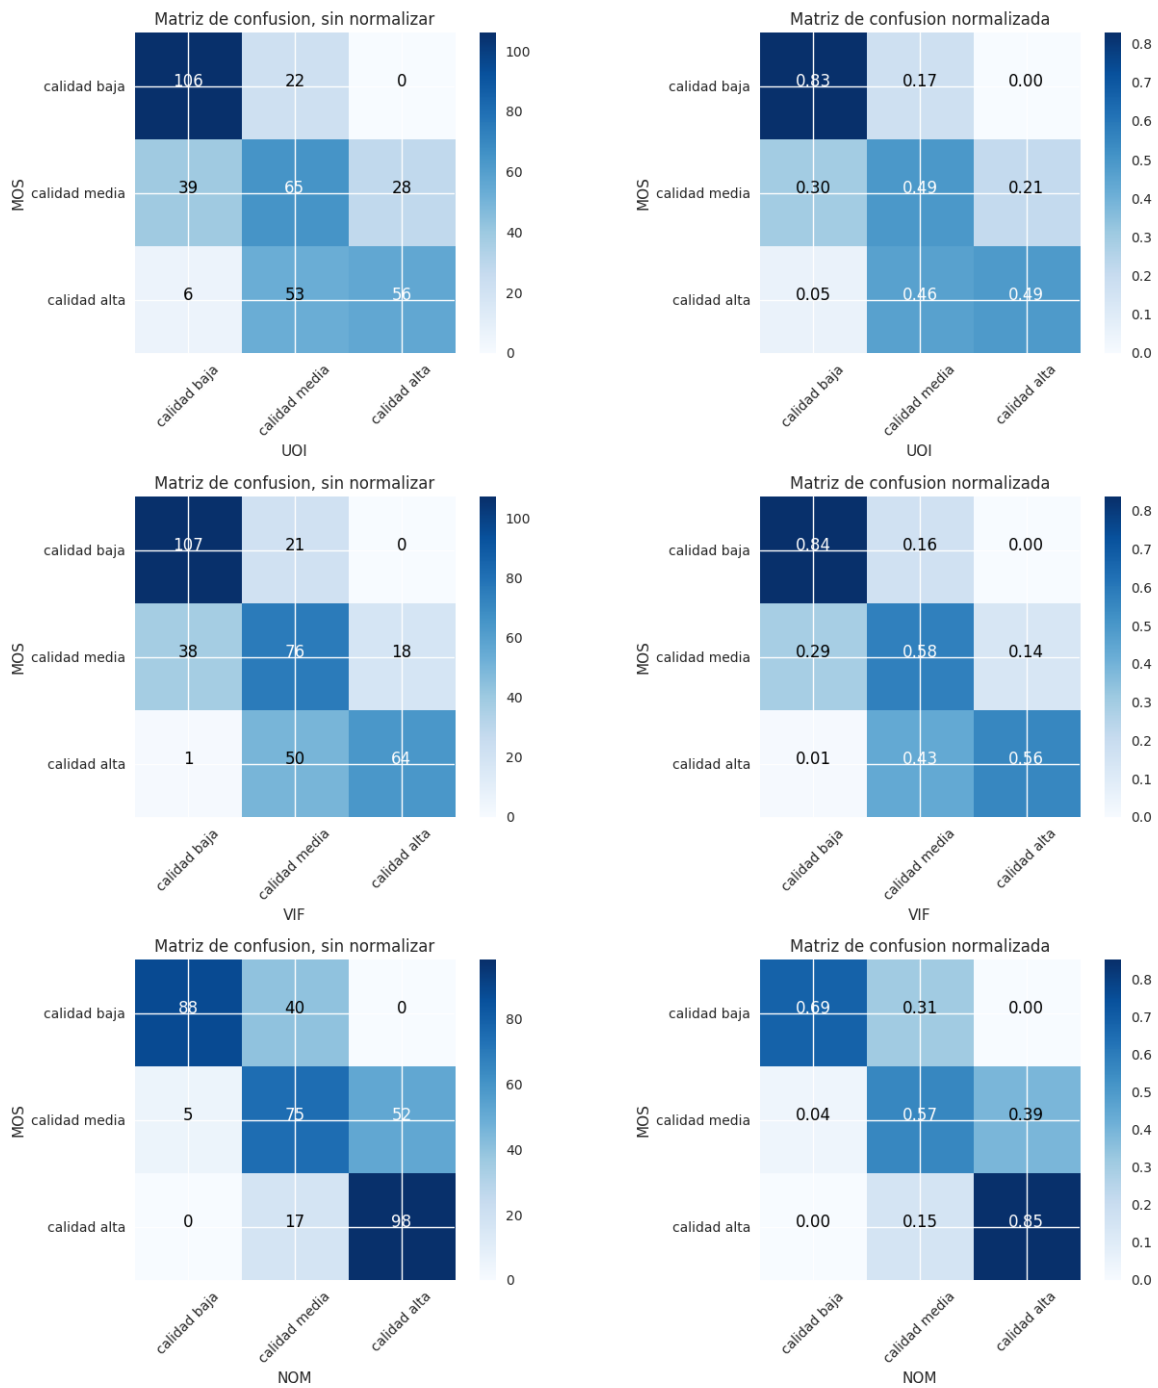 Matriz de confusion, sin normalizar
calidad baja
106 22 0
MOS
calidad media
39 65 28
calidad alta
6 53 56
calidad baja calidad media calidad alta
UOI
100
80
60
40
20
0
Matriz de confusion normalizada
calidad baja
0.83 0.17 0.00
MOS
calidad media
0.30 0.49 0.21
calidad alta
0.05 0.46 0.49
calidad baja calidad media calidad alta
UOI
0.8
0.7
0.6
0.5
0.4
0.3
0.2
0.1
0.0
Matriz de confusion, sin normalizar
calidad baja
107 21 0
MOS
calidad media
38 76 18
calidad alta
1 50 64
calidad baja calidad media calidad alta
VIF
100
80
60
40
20
0
Matriz de confusion normalizada
calidad baja
0.84 0.16 0.00
MOS
calidad media
0.29 0.58 0.14
calidad alta
0.01 0.43 0.56
calidad baja calidad media calidad alta
VIF
0.8
0.7
0.6
0.5
0.4
0.3
0.2
0.1
0.0
Matriz de confusion, sin normalizar
calidad baja
88 40 0
MOS
calidad media
5 75 52
calidad alta
0 17 98
calidad baja calidad media calidad alta
NOM
80
60
40
20
0
Matriz de confusion normalizada
calidad baja
0.69 0.31 0.00
MOS
calidad media
0.04 0.57 0.39
calidad alta
0.00 0.15 0.85
calidad baja calidad media calidad alta
NOM
0.8
0.7
0.6
0.5
0.4
0.3
0.2
0.1
0.0